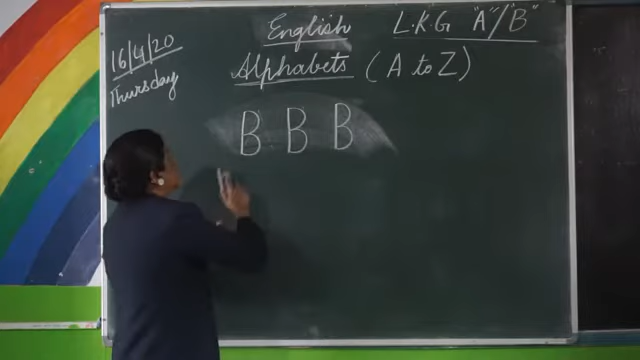 English L.K.G "A"/"B"
16/4/20
Thursday
Alphabets (A to Z)
B B B